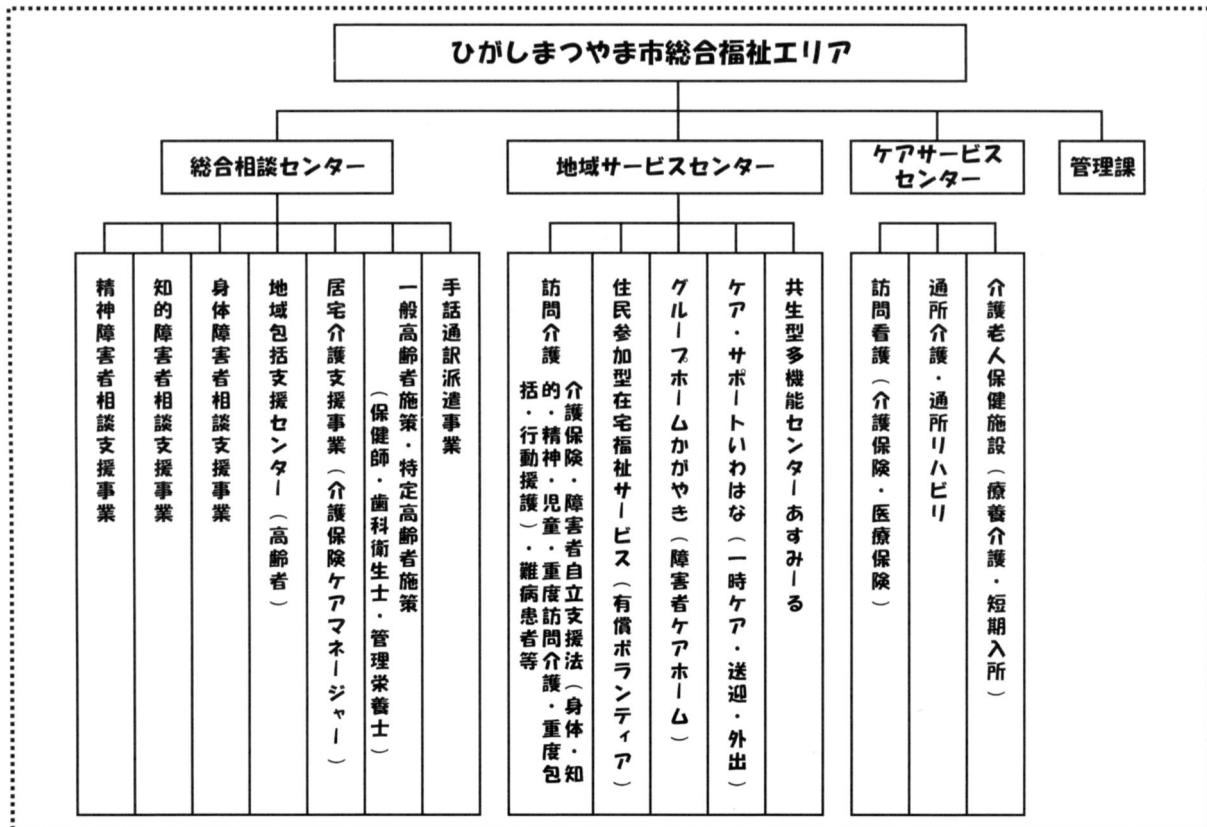 ひがしまつやま市総合福祉エリア
総合相談センター
地域サービスセンター
ケアサービス
センター
管理課
精神障害者相談支援事業
知的障害者相談支援事業
身体障害者相談支援事業
地域包括支援センター(高齢者)
居宅介護支援事業(介護保険ケアマネージャー)
一般高齢者施策・特定高齢者施策
(保健師・歯科衛生士・管理栄養士)
手話通訳派遣事業
訪問介護
介護保険・障害者自立支援法(身体・知
的・精神・児童・重度訪問介護・重度包
括・行動援護)・難病患者等
住民参加型在宅福祉サービス(有償ボランティア)
グループホームかがやき(障害者ケアホーム)
ケア・サポートいわはな(一時ケア・送迎・外出)
共生型多機能センターあすみーる
訪問看護(介護保険・医療保険)
通所介護・通所リハビリ
介護老人保健施設(療養介護・短期入所)